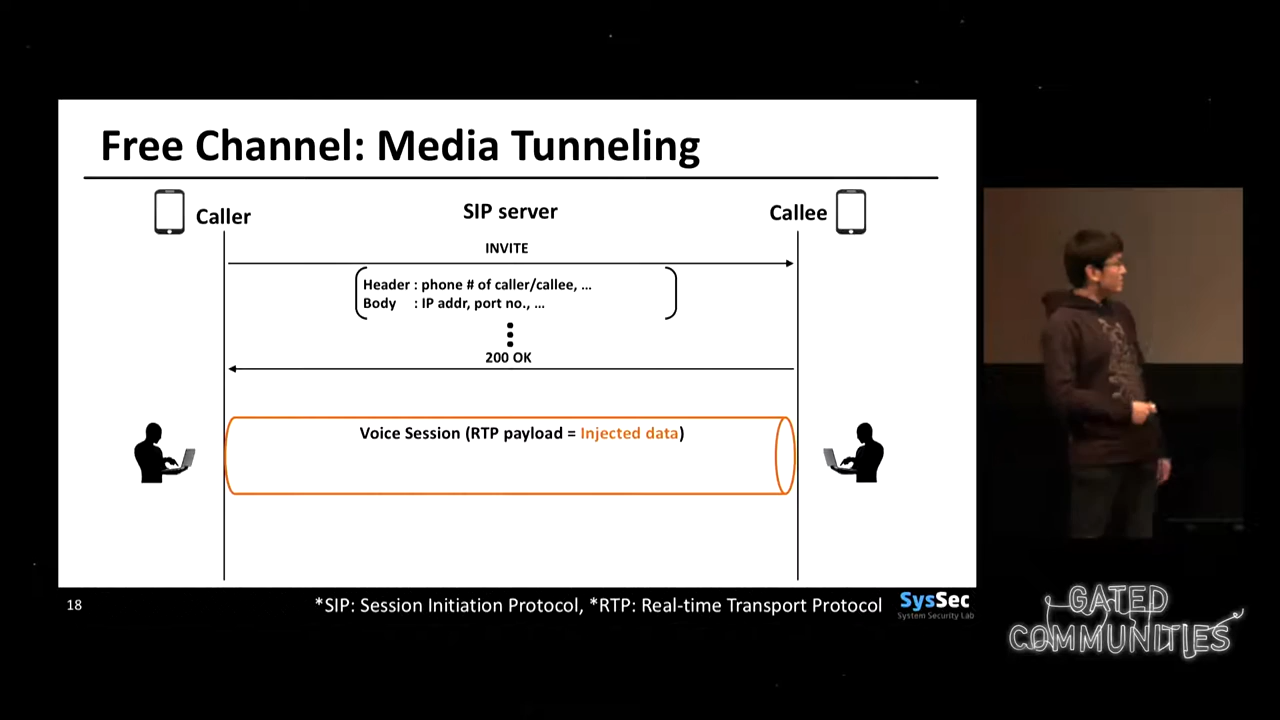 Free Channel: Media Tunneling
Caller
SIP server
Callee
INVITE
Header : phone # of caller/callee, ...
Body : IP addr, port no., ...
200 OK
Voice Session (RTP payload = Injected data)
18
*SIP: Session Initiation Protocol, *RTP: Real-time Transport Protocol
SysSec
System Security Lab
GATED
COMMUNITIES